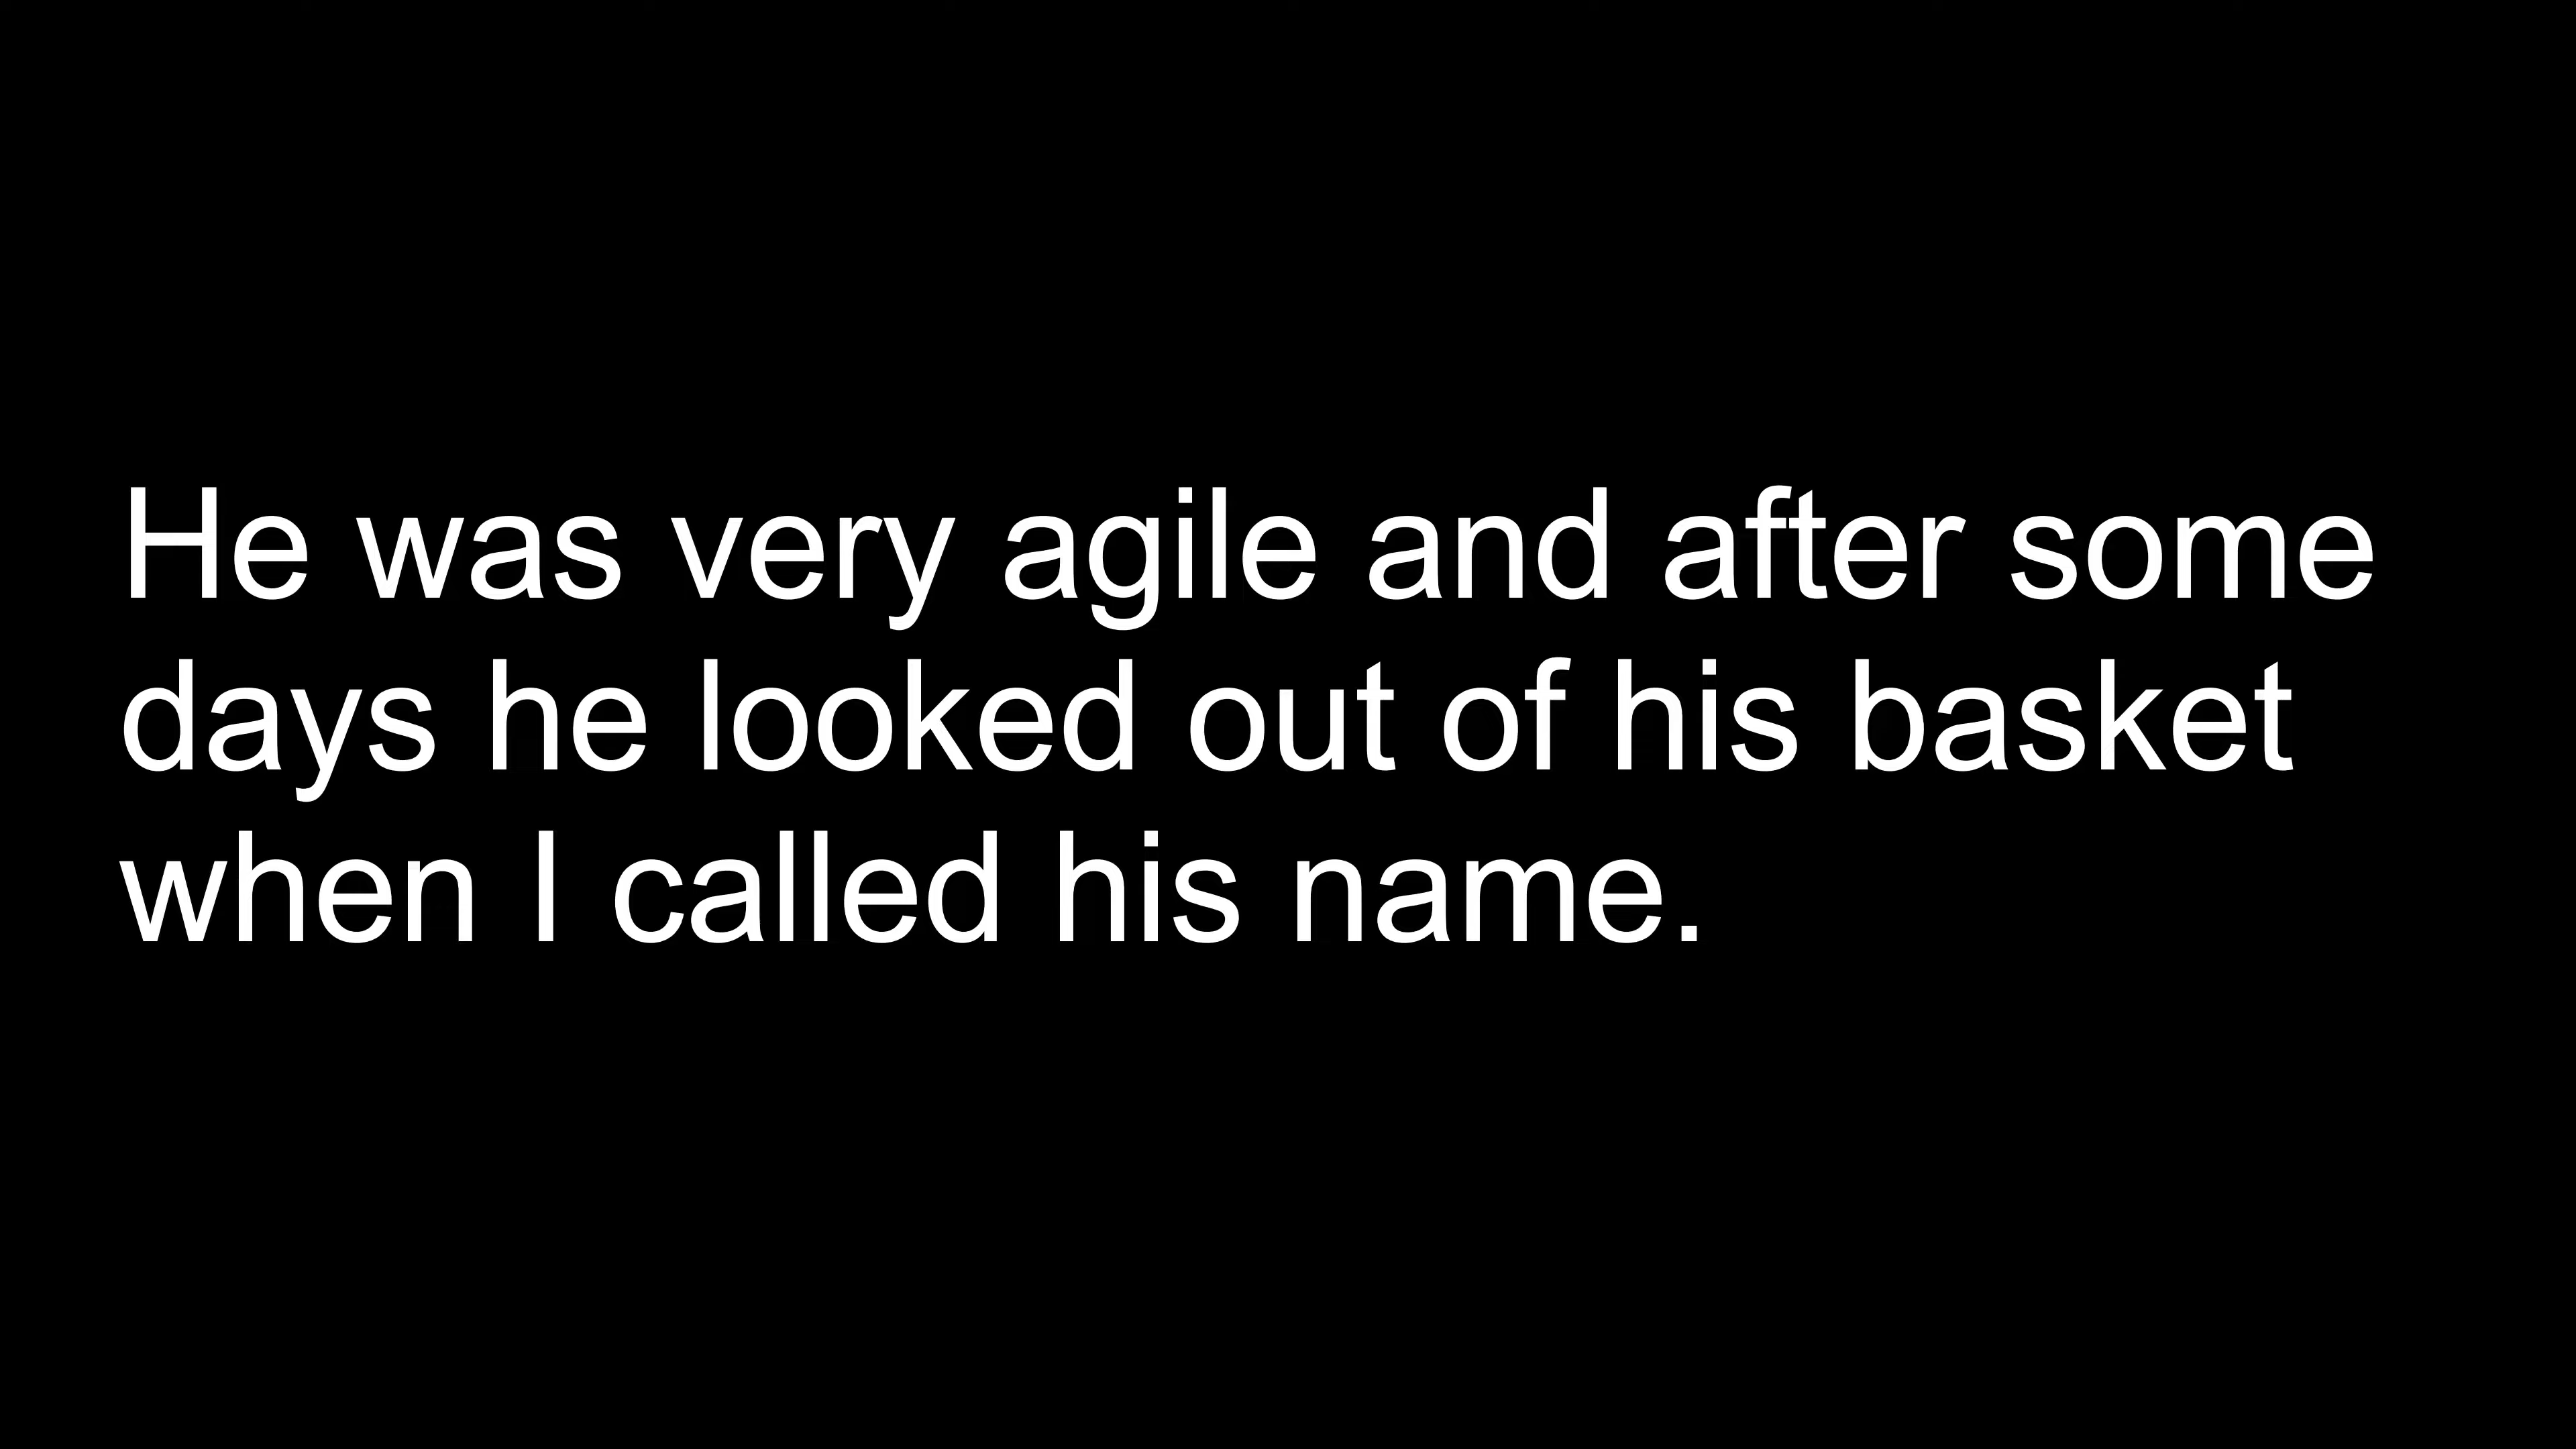 He was very agile and after some
days he looked out of his basket
when I called his name.